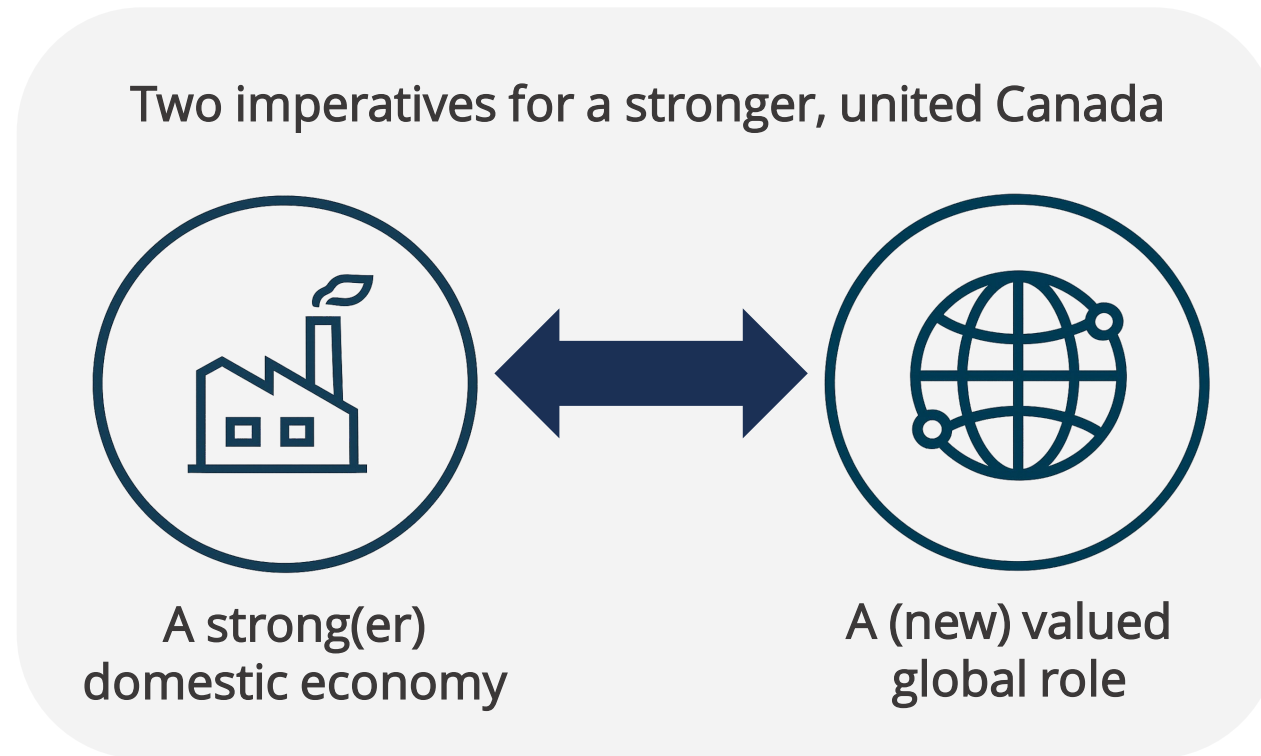 Two imperatives for a stronger, united Canada
A strong(er)
domestic economy
A (new) valued
global role